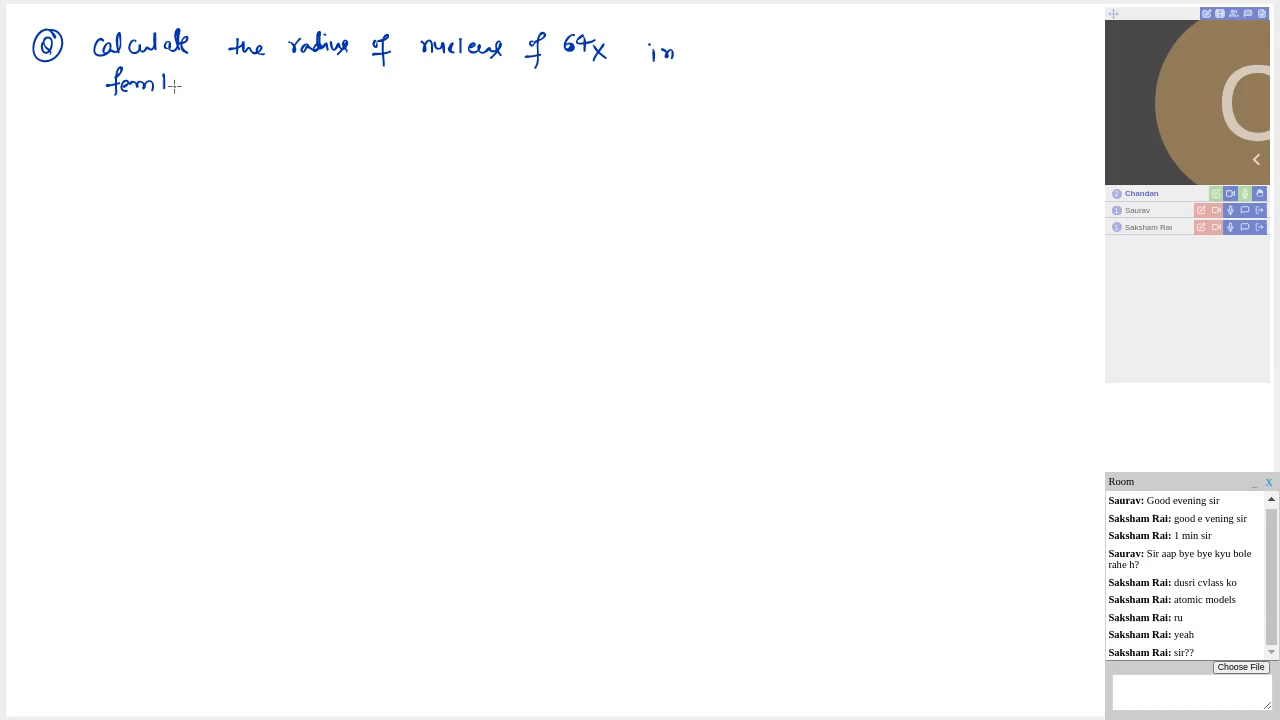 Q calculate the radius of nucleus of 64X in
C
Chandan
Saurav
Saksham Rai
Room _ X
Saurav: Good evening sir
Saksham Rai: good e vening sir
Saksham Rai: 1 min sir
Saurav: Sir aap bye bye kyu bole
rahe h?
Saksham Rai: dusri cvlass ko
Saksham Rai: atomic models
Saksham Rai: ru
Saksham Rai: yeah
Saksham Rai: sir??
Choose File